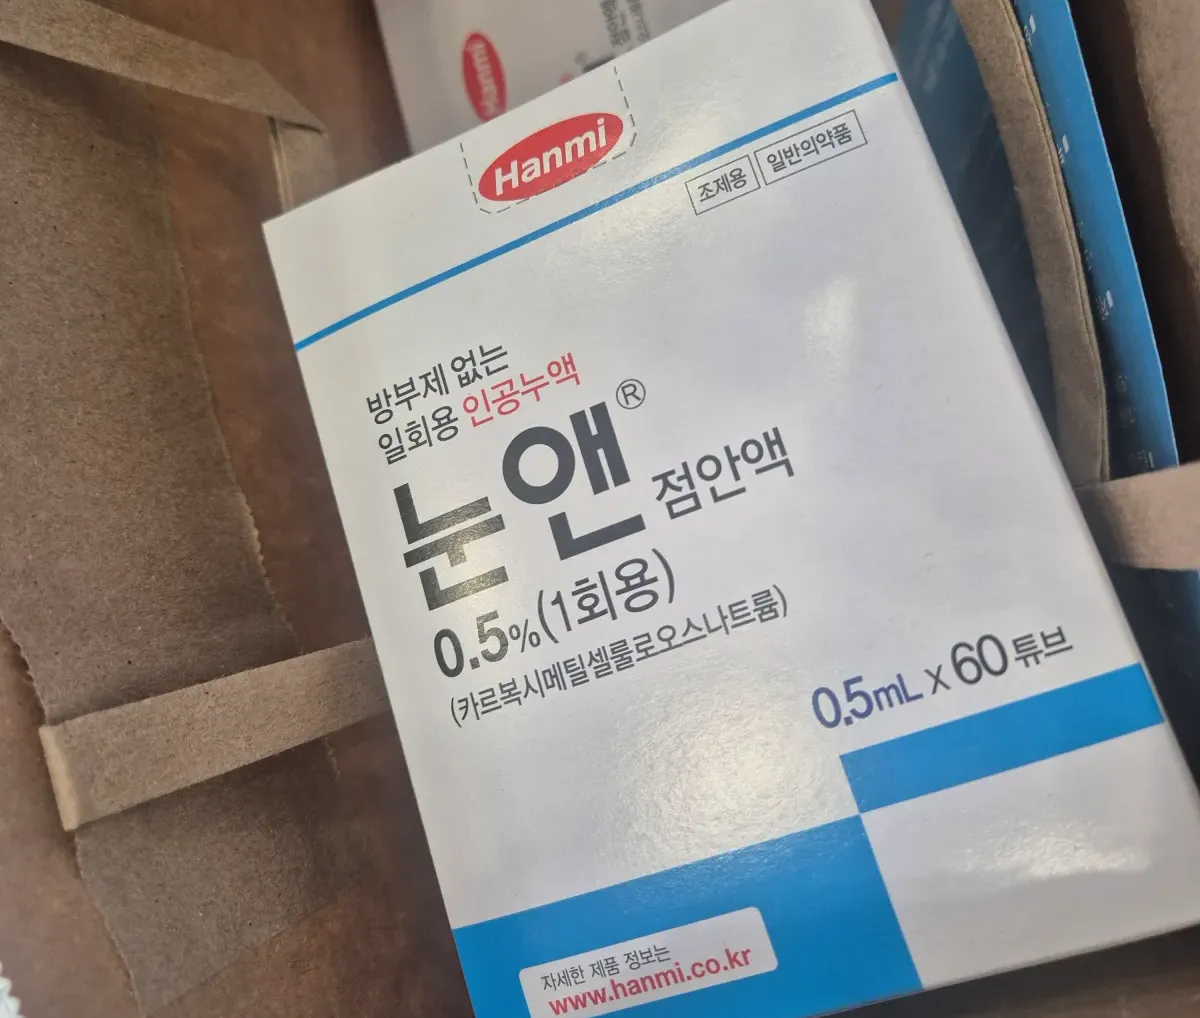 Hanmi
Hanmi
조제용 일반의약품
방부제 없는
일회용 인공누액
눈앤® 점안액
0.5%(1회용)
(카르복시메틸셀룰로오스나트륨)
0.5mL x 60 튜브
자세한 제품 정보는
www.hanmi.co.kr